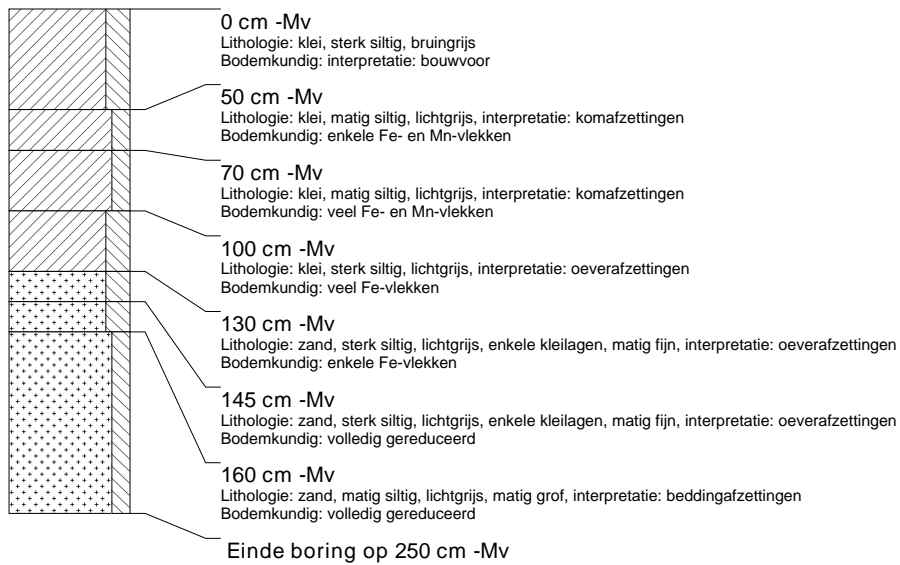 0 cm -Mv
Lithologie: klei, sterk siltig, bruingrijs
Bodemkundig: interpretatie: bouwvoor
50 cm -Mv
Lithologie: klei, matig siltig, lichtgrijs, interpretatie: komafzettingen
Bodemkundig: enkele Fe- en Mn-vlekken
70 cm -Mv
Lithologie: klei, matig siltig, lichtgrijs, interpretatie: komafzettingen
Bodemkundig: veel Fe- en Mn-vlekken
100 cm -Mv
Lithologie: klei, sterk siltig, lichtgrijs, interpretatie: oeverafzettingen
Bodemkundig: veel Fe-vlekken
130 cm -Mv
Lithologie: zand, sterk siltig, lichtgrijs, enkele kleilagen, matig fijn, interpretatie: oeverafzettingen
Bodemkundig: enkele Fe-vlekken
145 cm -Mv
Lithologie: zand, sterk siltig, lichtgrijs, enkele kleilagen, matig fijn, interpretatie: oeverafzettingen
Bodemkundig: volledig gereduceerd
160 cm -Mv
Lithologie: zand, matig siltig, lichtgrijs, matig grof, interpretatie: beddingafzettingen
Bodemkundig: volledig gereduceerd
Einde boring op 250 cm -Mv